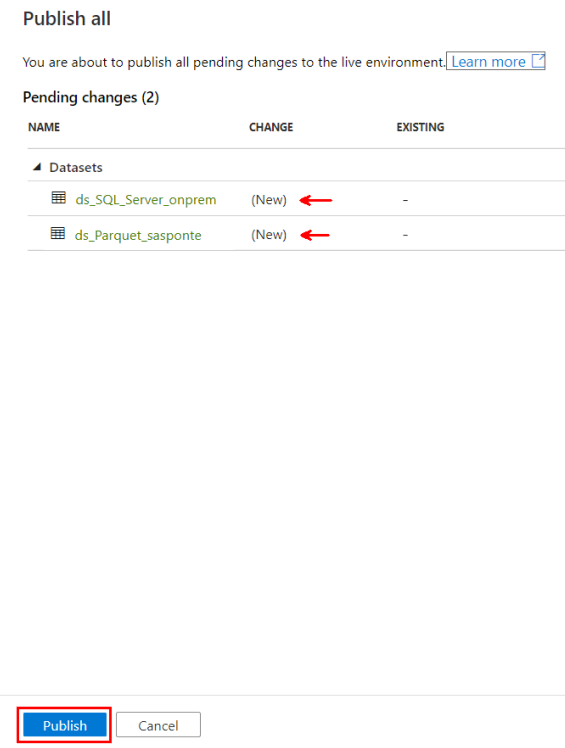 Publish all
You are about to publish all pending changes to the live environment. Learn more
Pending changes (2)
NAME CHANGE EXISTING
Datasets
ds_SQL_Server_onprem (New) -
ds_Parquet_sasponte (New) -
Publish Cancel